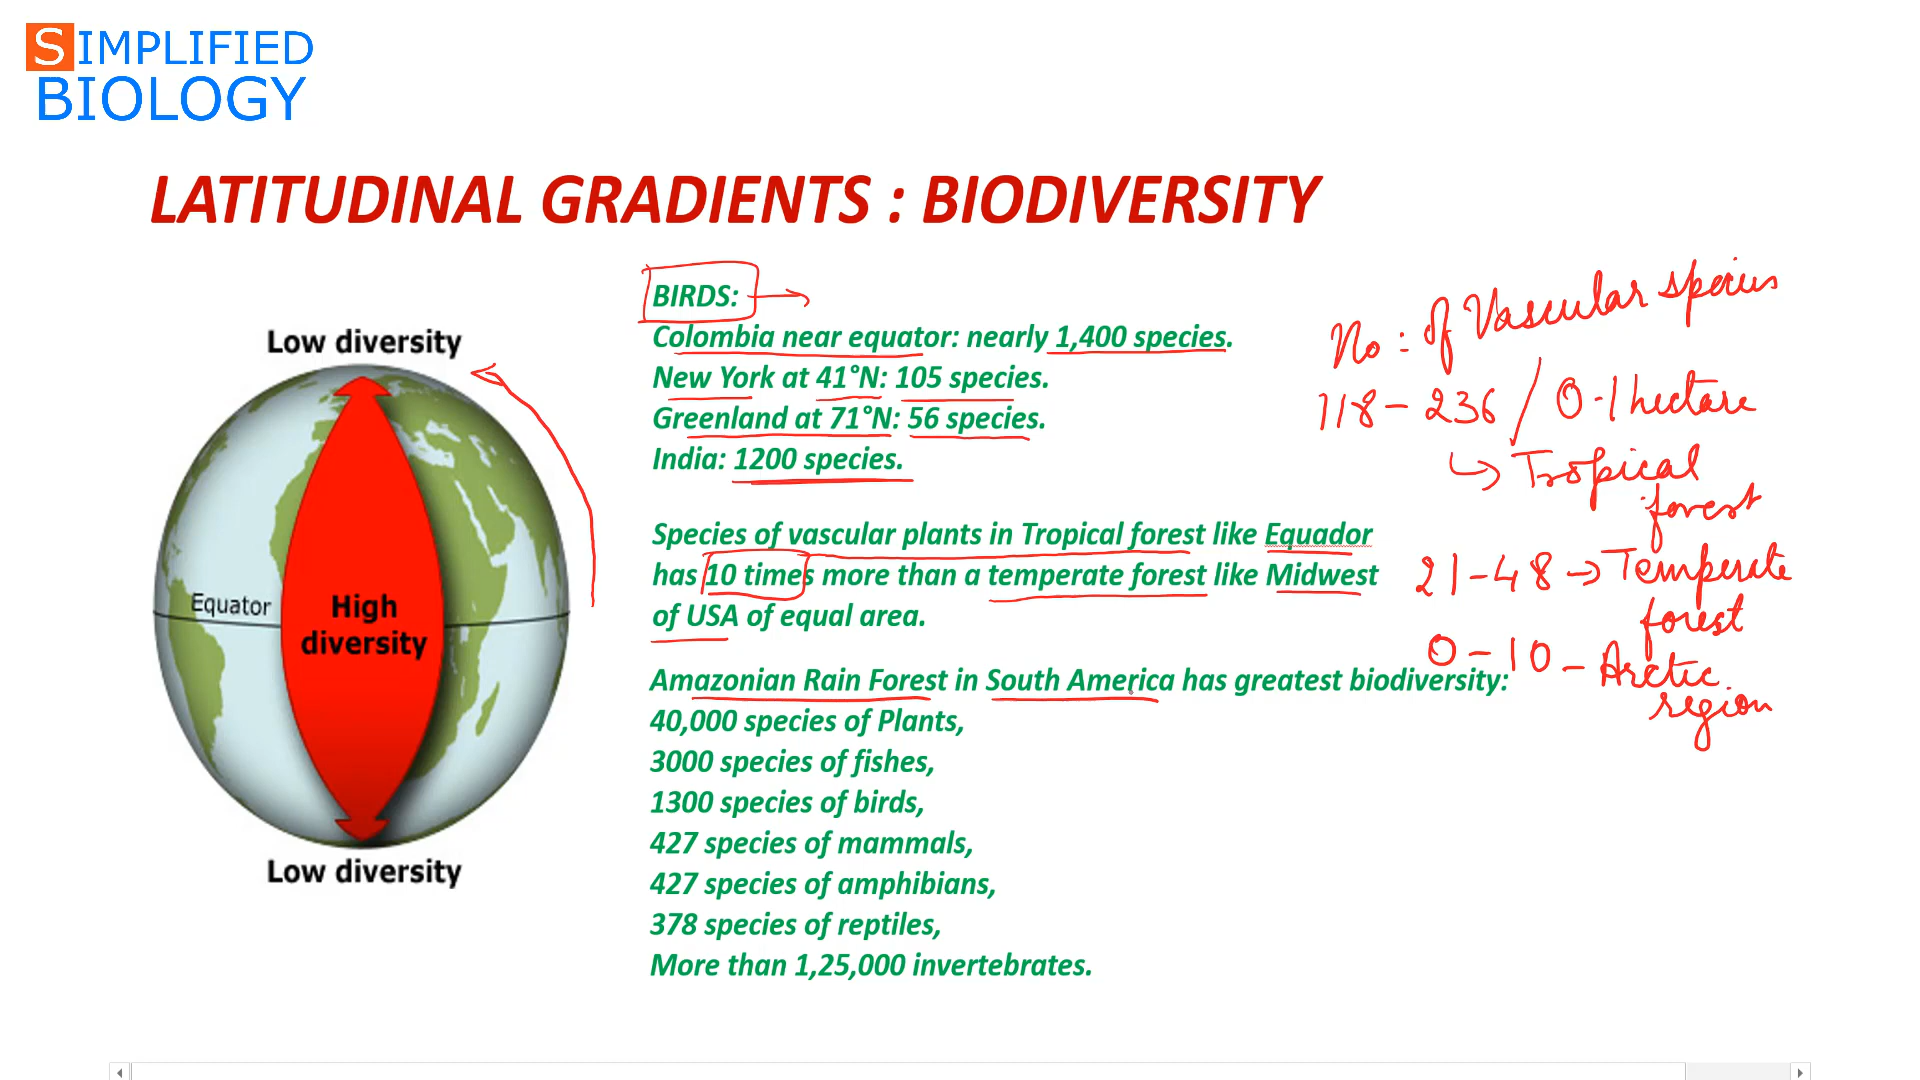 SIMPLIFIED
BIOLOGY
LATITUDINAL GRADIENTS : BIODIVERSITY
Low diversity
Equator
High
diversity
Low diversity
BIRDS:
Colombia near equator: nearly 1,400 species.
New York at 41°N: 105 species.
Greenland at 71°N: 56 species.
India: 1200 species.
Species of vascular plants in Tropical forest like Equador
has 10 times more than a temperate forest like Midwest
of USA of equal area.
Amazonian Rain Forest in South America has greatest biodiversity:
40,000 species of Plants,
3000 species of fishes,
1300 species of birds,
427 species of mammals,
427 species of amphibians,
378 species of reptiles,
More than 1,25,000 invertebrates.
No: of Vascular species
118 - 236 / 0.1 hectare
↳ Tropical
forest
21-48 → Temperate
forest
0-10 - Arctic
region